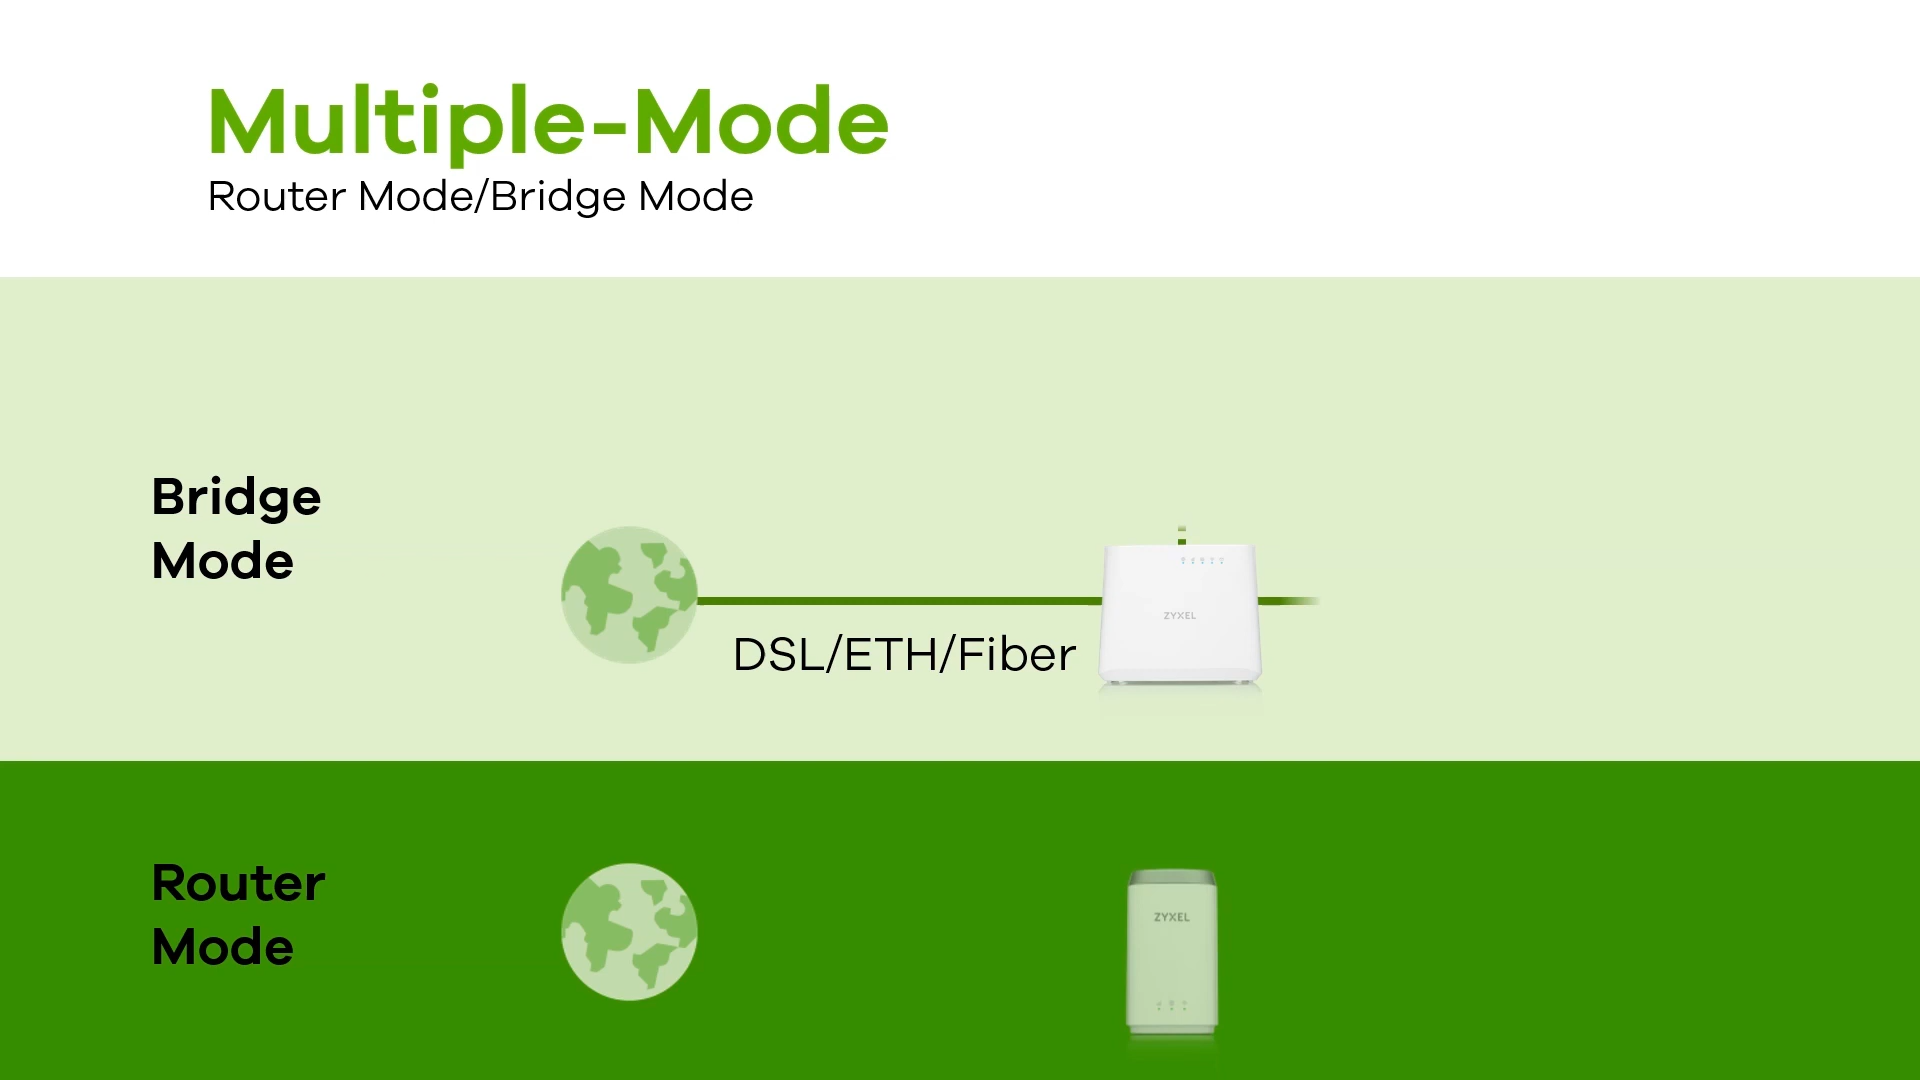 Multiple-Mode
Router Mode/Bridge Mode
Bridge
Mode
DSL/ETH/Fiber
ZYXEL
Router
Mode
ZYXEL